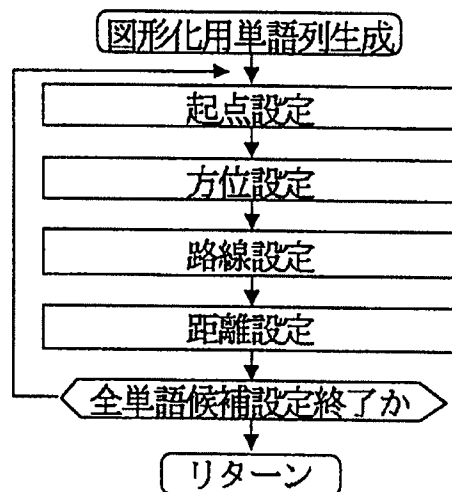 図形化用単語列生成
起点設定
方位設定
路線設定
距離設定
全単語候補設定終了か
リターン